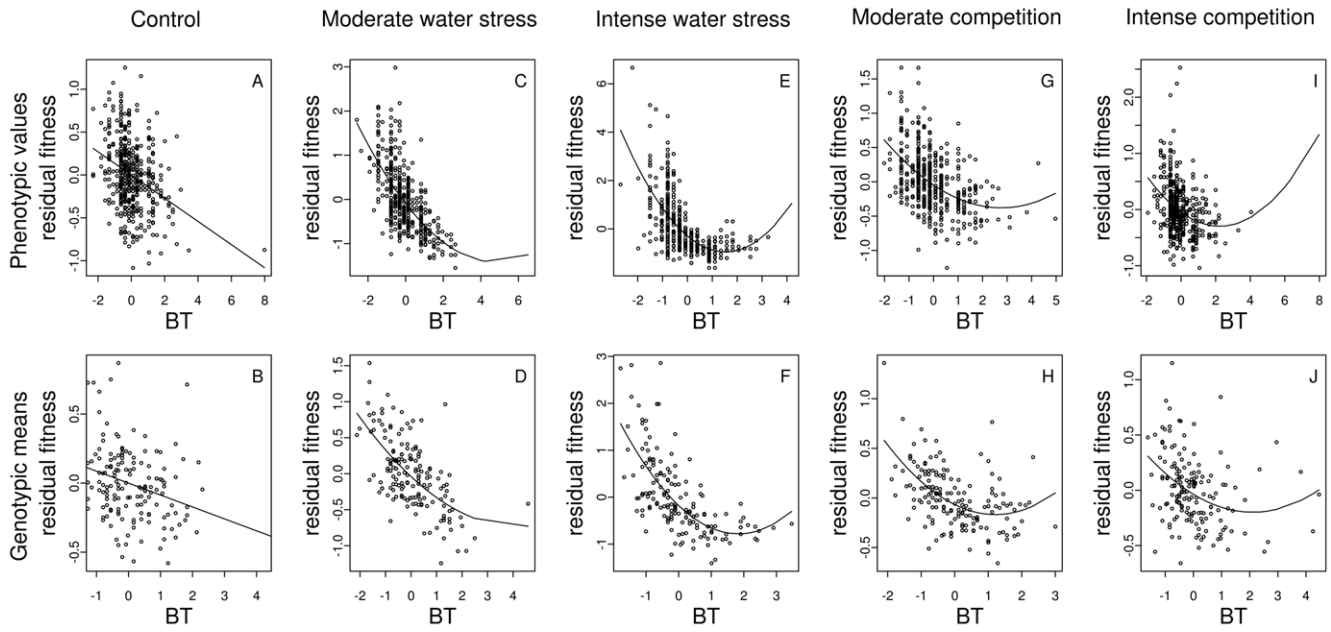 Control
Moderate water stress
Intense water stress
Moderate competition
Intense competition
Phenotypic values
residual fitness
-1.0 -0.5 0.0 0.5 1.0
A
-2 0 2 4 6 8
BT
residual fitness
-1 0 1 2 3
C
-2 0 2 4 6
BT
residual fitness
0 2 4 6
E
-2 -1 0 1 2 3 4
BT
residual fitness
-1.0 -0.5 0.0 0.5 1.0 1.5
G
-2 -1 0 1 2 3 4 5
BT
residual fitness
-1.0 0.0 1.0 2.0
I
-2 0 2 4 6 8
BT
Genotypic means
residual fitness
-0.5 0.0 0.5
B
-1 0 1 2 3 4
BT
residual fitness
-1.0 -0.5 0.0 0.5 1.0 1.5
D
-2 -1 0 1 2 3 4
BT
residual fitness
-1 0 1 2 3
F
-1 0 1 2 3
BT
residual fitness
-0.5 0.0 0.5 1.0
H
-2 -1 0 1 2 3
BT
residual fitness
-0.5 0.0 0.5 1.0
J
-1 0 1 2 3 4
BT